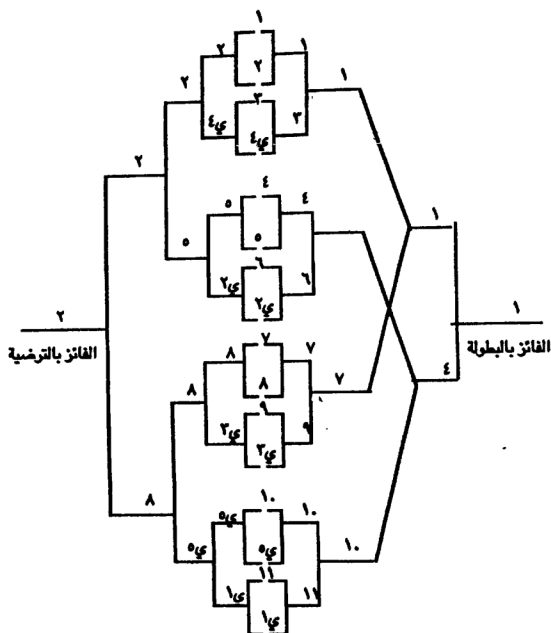 ١
٢ ١
٢
٢ ١
٣
ي٤ ٣
ي٤
٤
٢ ٥ ٤
٥ ٥
٦
ي٢ ٦
ي٢
١
٢ ١
الفائز بالترضية الفائز بالبطولة
٧
٨ ٧
٨ ٨ ٧ ٤
٩
ي٣ ٩
ي٣
١٠
٨ ي٥ ١٠
ي٥ ي٥ ١٠
١١
ي١ ١١
ي١